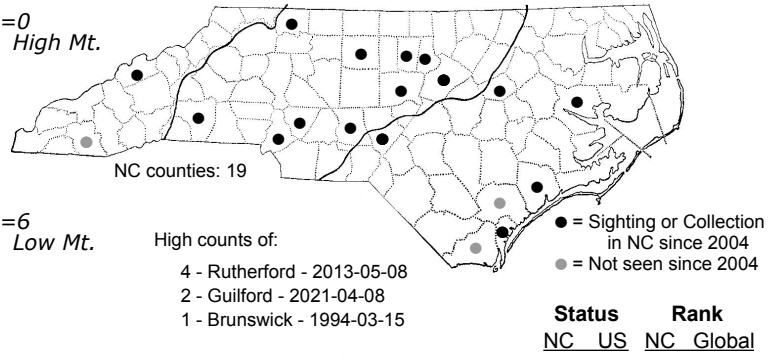 =0
High Mt.
NC counties: 19
=6
Low Mt.
High counts of:
4 - Rutherford - 2013-05-08
2 - Guilford - 2021-04-08
1 - Brunswick - 1994-03-15
= Sighting or Collection
in NC since 2004
= Not seen since 2004
Status Rank
NC US NC Global